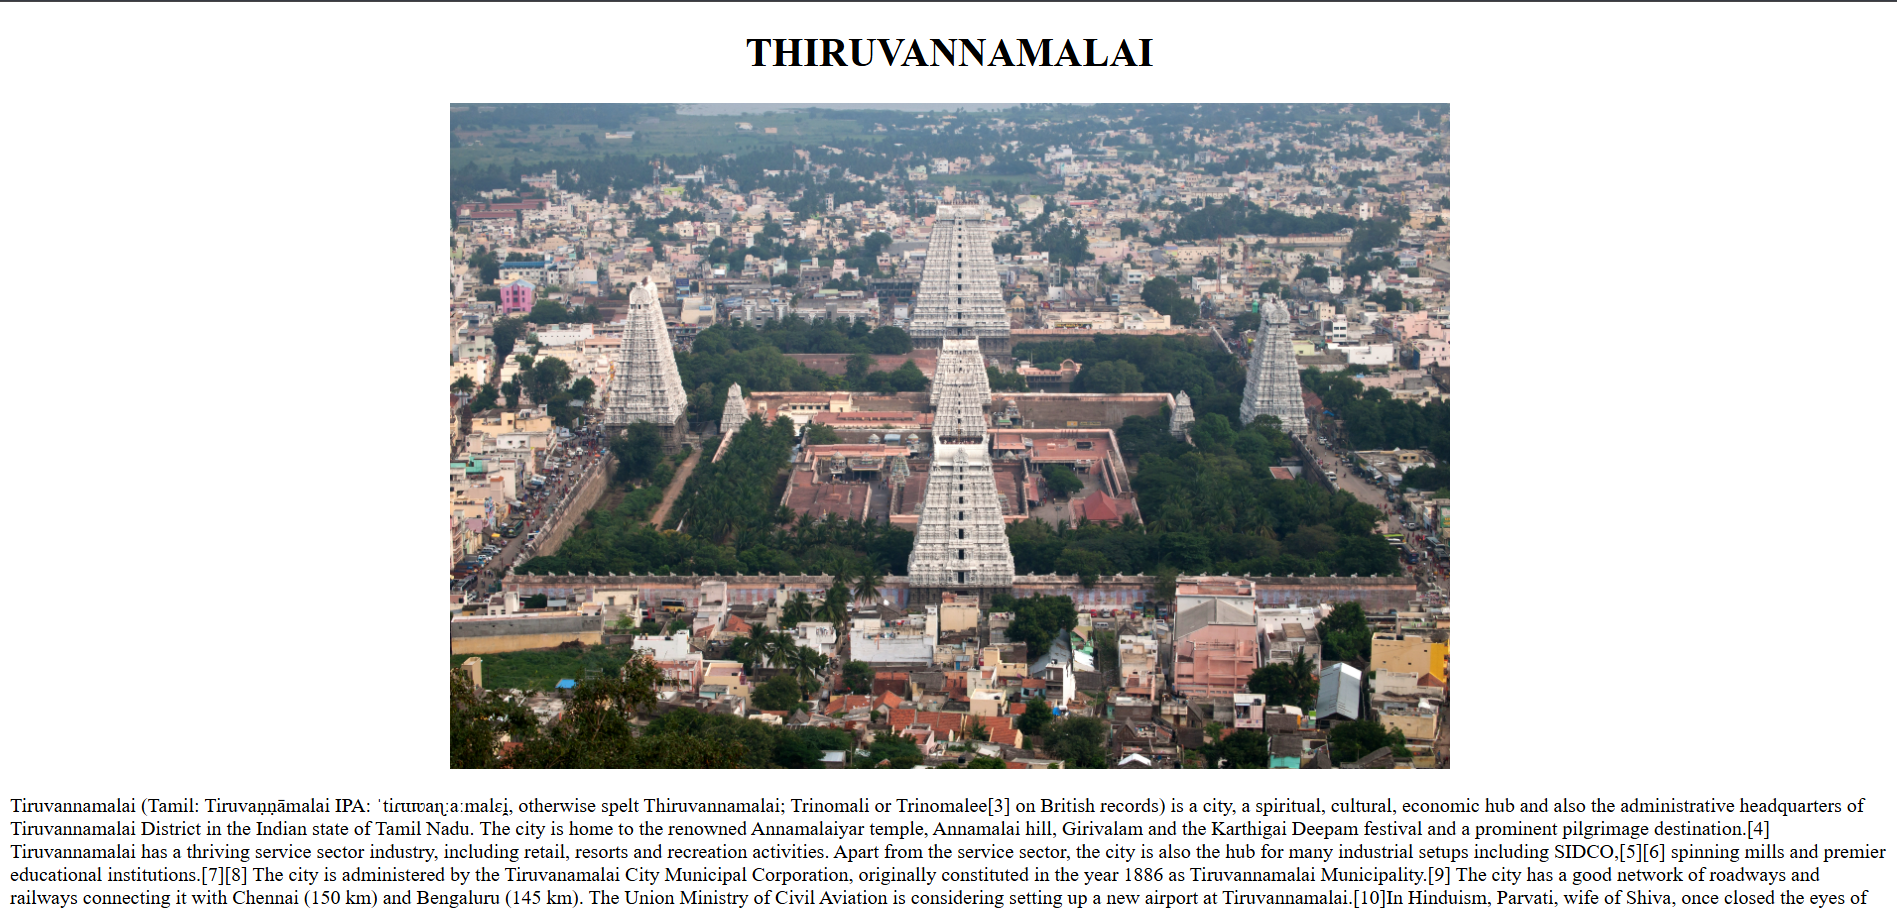 THIRUVANNAMALAI
Tiruvannamalai (Tamil: Tiruvaṇṇāmalai IPA: ˈtiɾɯʋaɳːaːmalɛi̯, otherwise spelt Thiruvannamalai; Trinomali or Trinomalee[3] on British records) is a city, a spiritual, cultural, economic hub and also the administrative headquarters of
Tiruvannamalai District in the Indian state of Tamil Nadu. The city is home to the renowned Annamalaiyar temple, Annamalai hill, Girivalam and the Karthigai Deepam festival and a prominent pilgrimage destination.[4]
Tiruvannamalai has a thriving service sector industry, including retail, resorts and recreation activities. Apart from the service sector, the city is also the hub for many industrial setups including SIDCO,[5][6] spinning mills and premier
educational institutions.[7][8] The city is administered by the Tiruvanamalai City Municipal Corporation, originally constituted in the year 1886 as Tiruvannamalai Municipality.[9] The city has a good network of roadways and
railways connecting it with Chennai (150 km) and Bengaluru (145 km). The Union Ministry of Civil Aviation is considering setting up a new airport at Tiruvannamalai.[10]In Hinduism, Parvati, wife of Shiva, once closed the eyes of